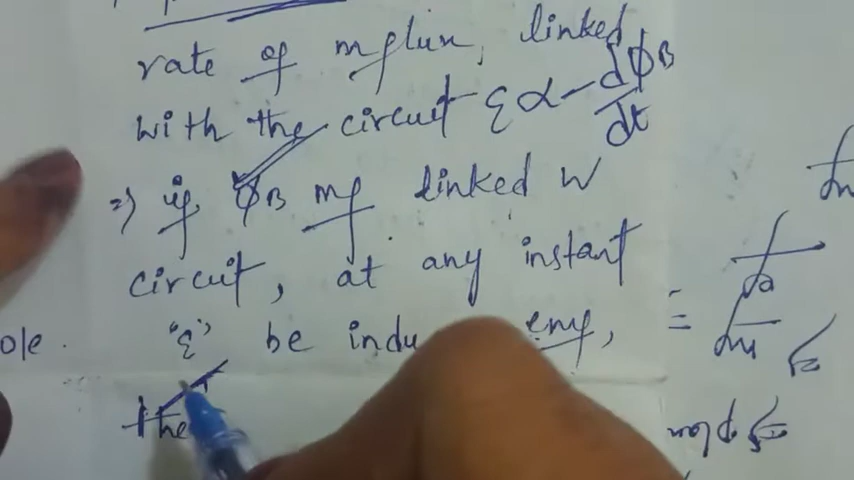 rate of mflux, linked
with the circuit ε α - dϕB/dt
=> if ϕB mf linked w
circuit, at any instant
"ε" be indu emf,
the
ole.